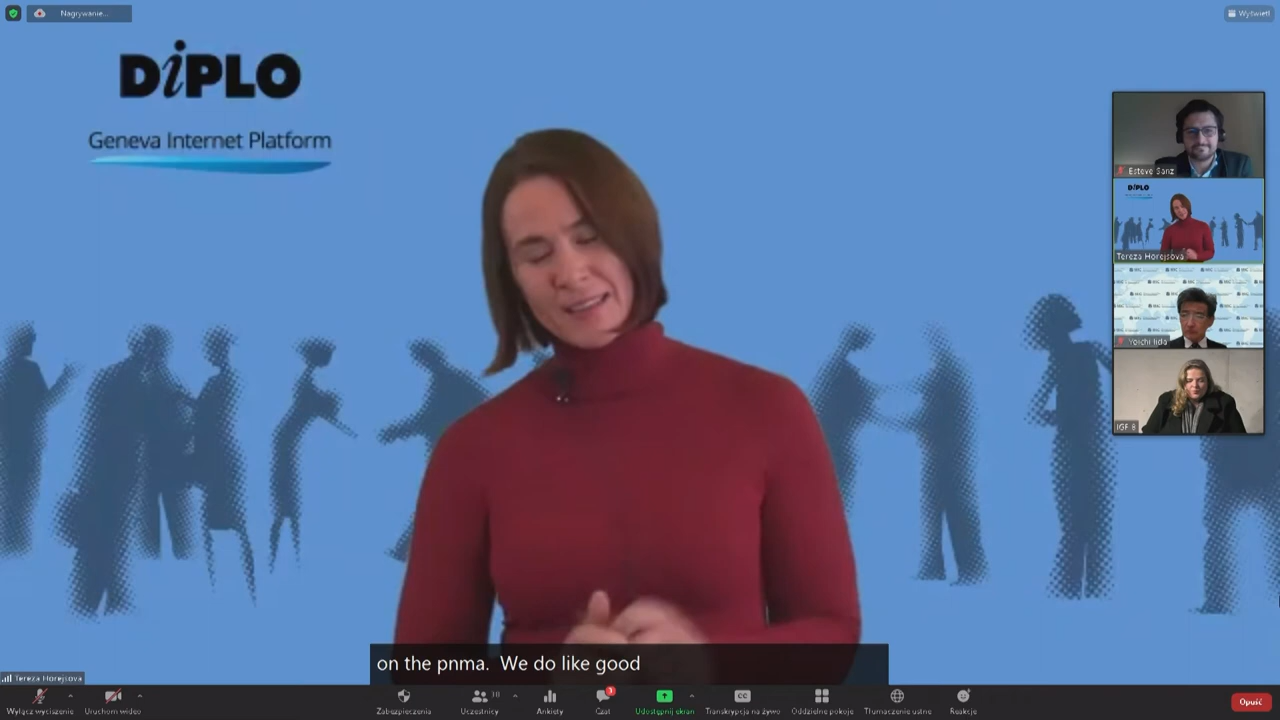 Nagrywanie...
Wyświetl
DiPLO
Geneva Internet Platform
Esteve Sanz
DIPLO
Tereza Horejsova
Yoichi Iida
IGF 8
on the pnma. We do like good
Tereza Horejsova
Wyłącz wyciszenie
Uruchom wideo
Zabezpieczenia
Uczestnicy
10
Ankiety
Czat
Udostępnij ekran
CC
Transkrypcja na żywo
Oddzielne pokoje
Tłumaczenie ustne
Reakcje
Opuść